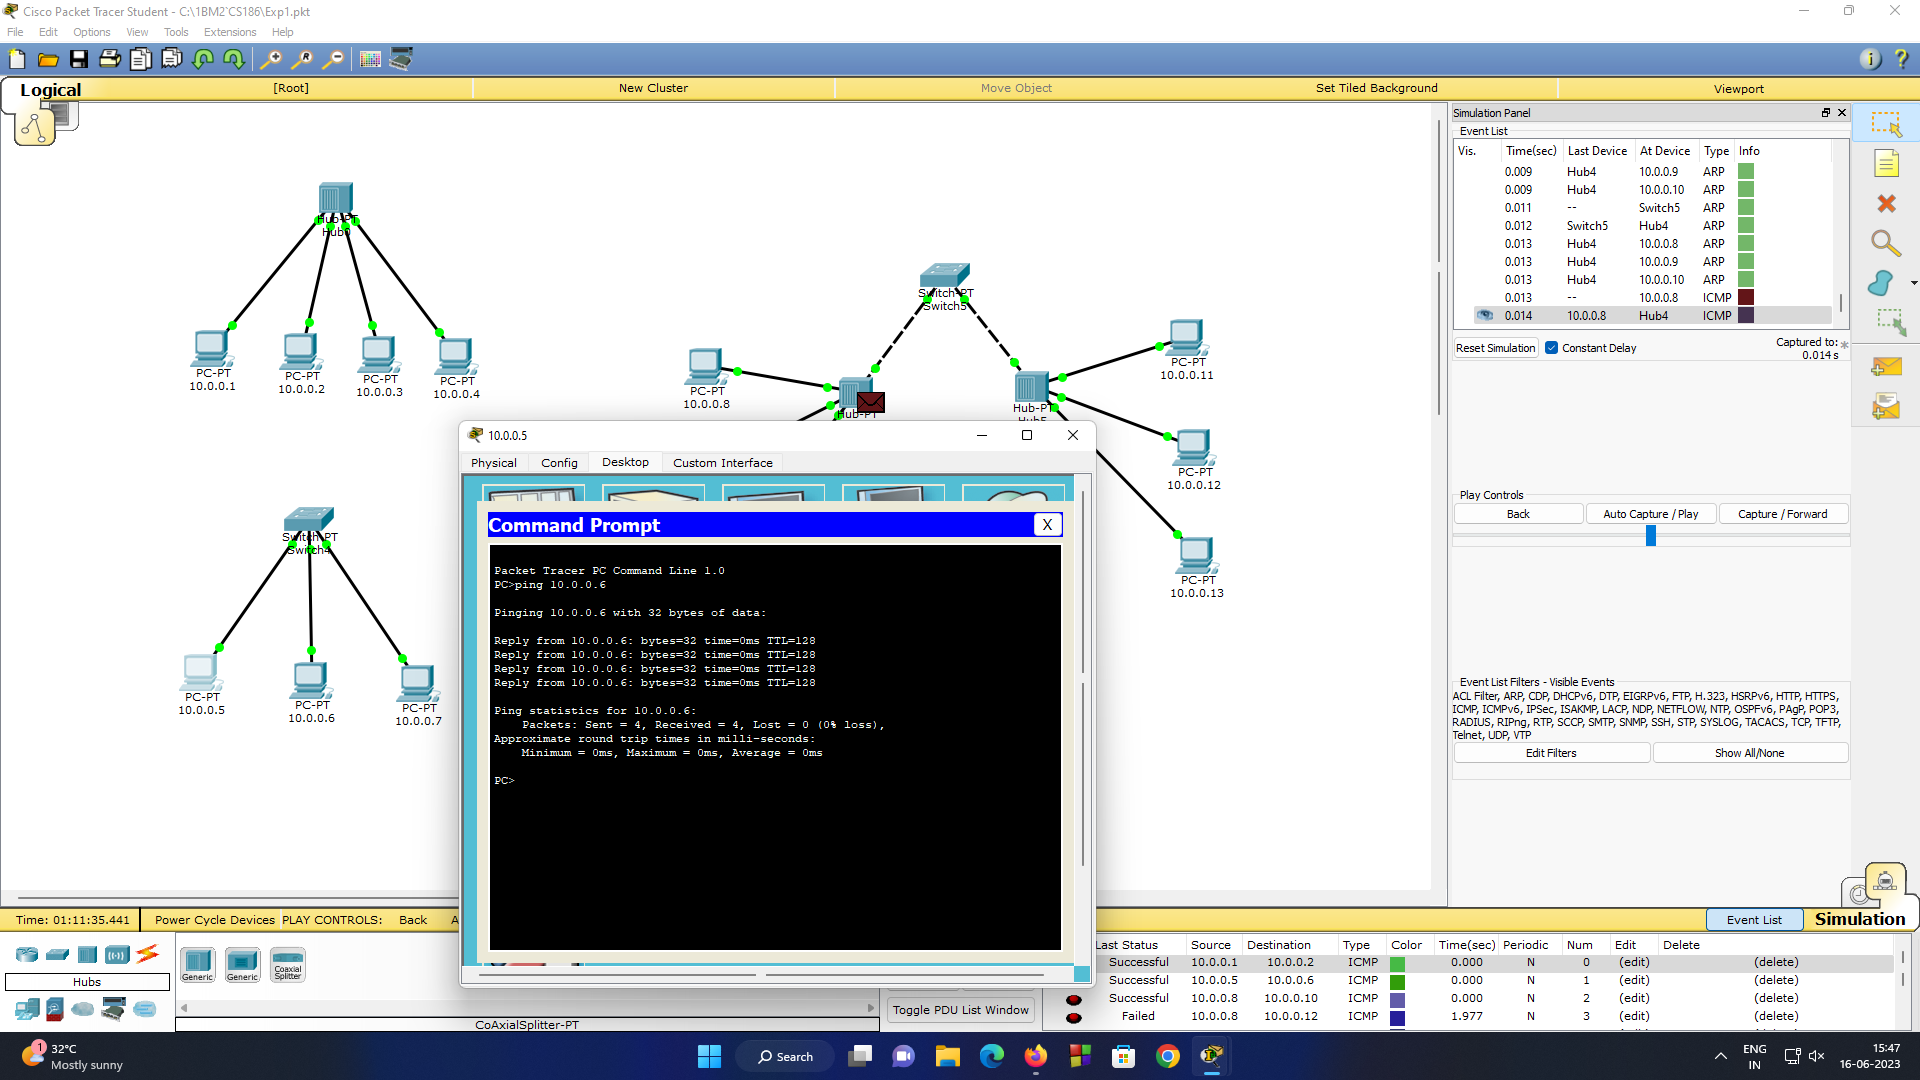 Cisco Packet Tracer Student - C:\1BM2`CS186\Exp1.pkt
File Edit Options View Tools Extensions Help
Logical [Root] New Cluster Move Object Set Tiled Background Viewport
Hub-PT
Hub0
PC-PT
10.0.0.1
PC-PT
10.0.0.2
PC-PT
10.0.0.3
PC-PT
10.0.0.4
Switch-PT
Switch5
PC-PT
10.0.0.8
Hub-PT
Hub-PT
Hub5
PC-PT
10.0.0.11
PC-PT
10.0.0.12
PC-PT
10.0.0.13
Switch-PT
Switch4
PC-PT
10.0.0.5
PC-PT
10.0.0.6
PC-PT
10.0.0.7
10.0.0.5
Physical Config Desktop Custom Interface
Command Prompt X
Packet Tracer PC Command Line 1.0
PC>ping 10.0.0.6
Pinging 10.0.0.6 with 32 bytes of data:
Reply from 10.0.0.6: bytes=32 time=0ms TTL=128
Reply from 10.0.0.6: bytes=32 time=0ms TTL=128
Reply from 10.0.0.6: bytes=32 time=0ms TTL=128
Reply from 10.0.0.6: bytes=32 time=0ms TTL=128
Ping statistics for 10.0.0.6:
Packets: Sent = 4, Received = 4, Lost = 0 (0% loss),
Approximate round trip times in milli-seconds:
Minimum = 0ms, Maximum = 0ms, Average = 0ms
PC>
Simulation Panel
Event List
Vis. Time(sec) Last Device At Device Type Info
0.009 Hub4 10.0.0.9 ARP
0.009 Hub4 10.0.0.10 ARP
0.011 -- Switch5 ARP
0.012 Switch5 Hub4 ARP
0.013 Hub4 10.0.0.8 ARP
0.013 Hub4 10.0.0.9 ARP
0.013 Hub4 10.0.0.10 ARP
0.013 -- 10.0.0.8 ICMP
0.014 10.0.0.8 Hub4 ICMP
Reset Simulation Constant Delay Captured to: *
0.014 s
Play Controls
Back Auto Capture / Play Capture / Forward
Event List Filters - Visible Events
ACL Filter, ARP, CDP, DHCPv6, DTP, EIGRPv6, FTP, H.323, HSRPv6, HTTP, HTTPS,
ICMP, ICMPv6, IPSec, ISAKMP, LACP, NDP, NETFLOW, NTP, OSPFv6, PAgP, POP3,
RADIUS, RIPng, RTP, SCCP, SMTP, SNMP, SSH, STP, SYSLOG, TACACS, TCP, TFTP,
Telnet, UDP, VTP
Edit Filters Show All/None
Time: 01:11:35.441 Power Cycle Devices PLAY CONTROLS: Back A
Event List Simulation
Hubs
Generic Generic Coaxial Splitter
CoAxialSplitter-PT
Toggle PDU List Window
Last Status Source Destination Type Color Time(sec) Periodic Num Edit Delete
Successful 10.0.0.1 10.0.0.2 ICMP 0.000 N 0 (edit) (delete)
Successful 10.0.0.5 10.0.0.6 ICMP 0.000 N 1 (edit) (delete)
Successful 10.0.0.8 10.0.0.10 ICMP 0.000 N 2 (edit) (delete)
Failed 10.0.0.8 10.0.0.12 ICMP 1.977 N 3 (edit) (delete)
1
32°C
Mostly sunny
Search
ENG
IN
15:47
16-06-2023